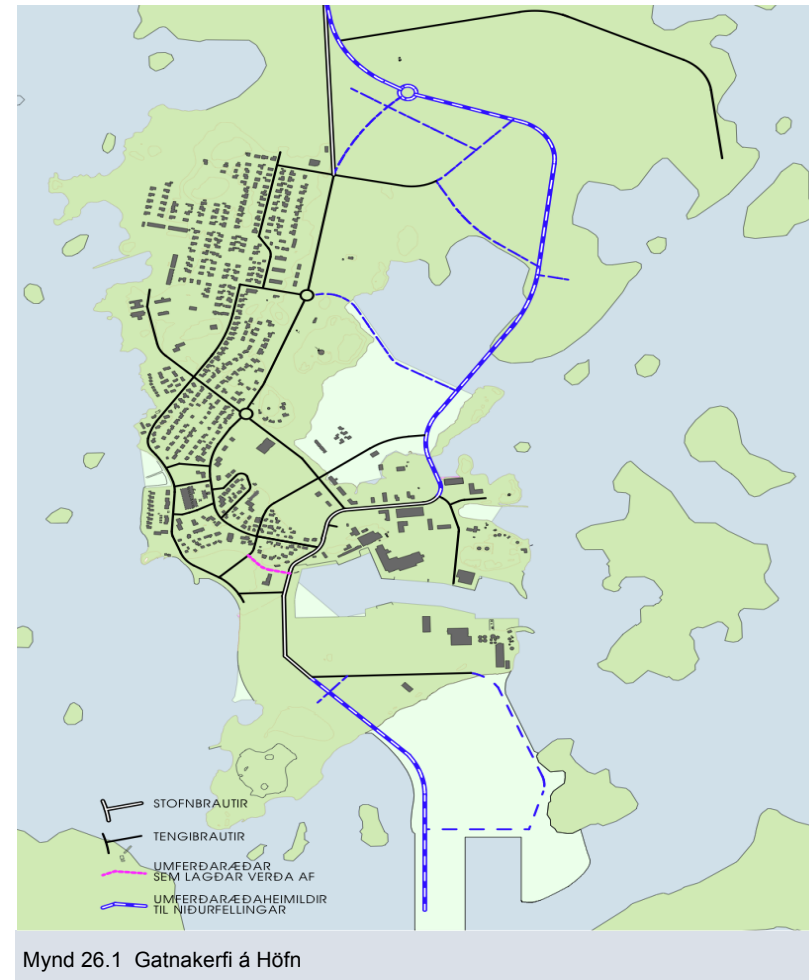 STOFNBRAUTIR
TENGIBRAUTIR
UMFERÐARÆÐAR
SEM LAGÐAR VERÐA AF
UMFERÐARÆÐAHEIMILDIR
TIL NIÐURFELLINGAR
Mynd 26.1 Gatnakerfi á Höfn